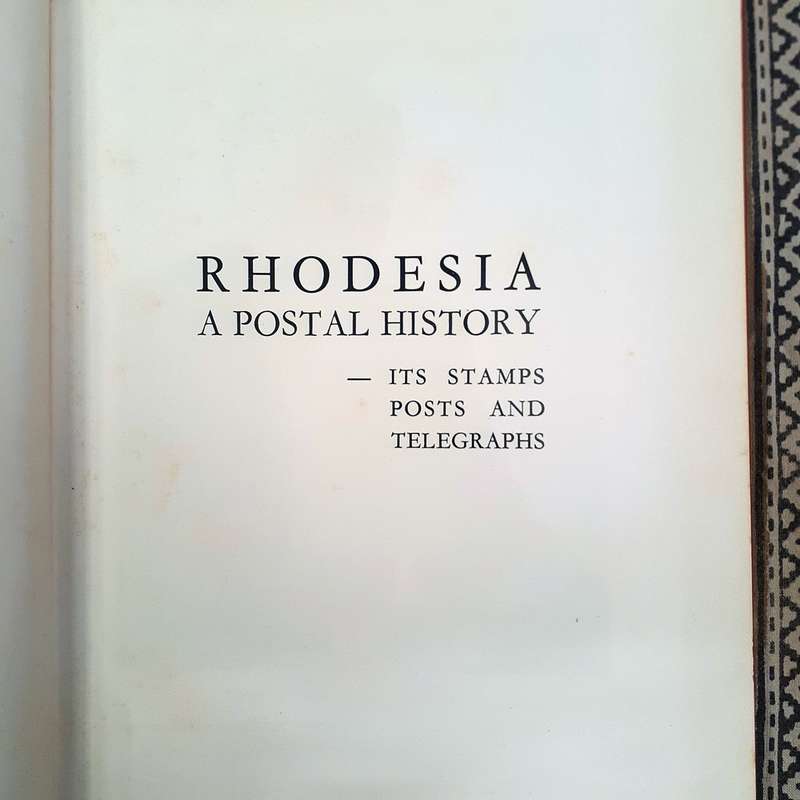 RHODESIA
A POSTAL HISTORY
— ITS STAMPS
POSTS AND
TELEGRAPHS